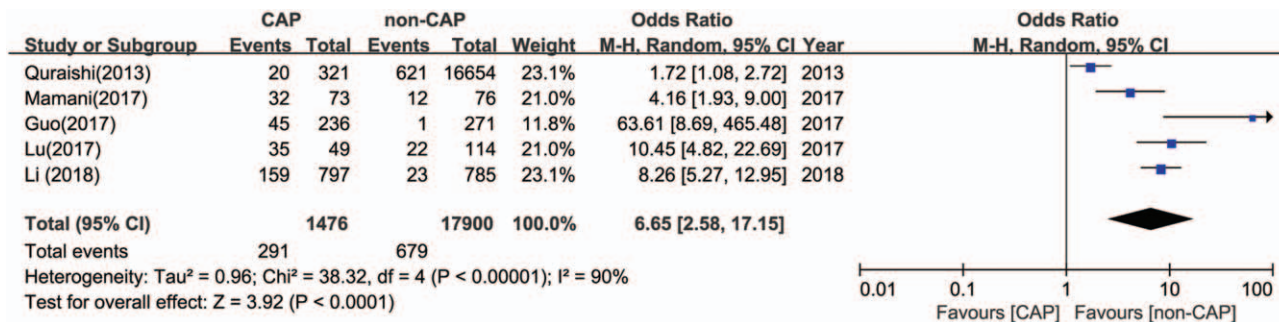 CAP non-CAP Odds Ratio Odds Ratio
Study or Subgroup Events Total Events Total Weight M-H, Random, 95% CI Year M-H, Random, 95% CI
Quraishi(2013) 20 321 621 16654 23.1% 1.72 [1.08, 2.72] 2013
Mamani(2017) 32 73 12 76 21.0% 4.16 [1.93, 9.00] 2017
Guo(2017) 45 236 1 271 11.8% 63.61 [8.69, 465.48] 2017
Lu(2017) 35 49 22 114 21.0% 10.45 [4.82, 22.69] 2017
Li (2018) 159 797 23 785 23.1% 8.26 [5.27, 12.95] 2018
Total (95% CI) 1476 17900 100.0% 6.65 [2.58, 17.15]
Total events 291 679
Heterogeneity: Tau² = 0.96; Chi² = 38.32, df = 4 (P < 0.00001); I² = 90%
Test for overall effect: Z = 3.92 (P < 0.0001)
0.01 0.1 1 10 100
Favours [CAP] Favours [non-CAP]